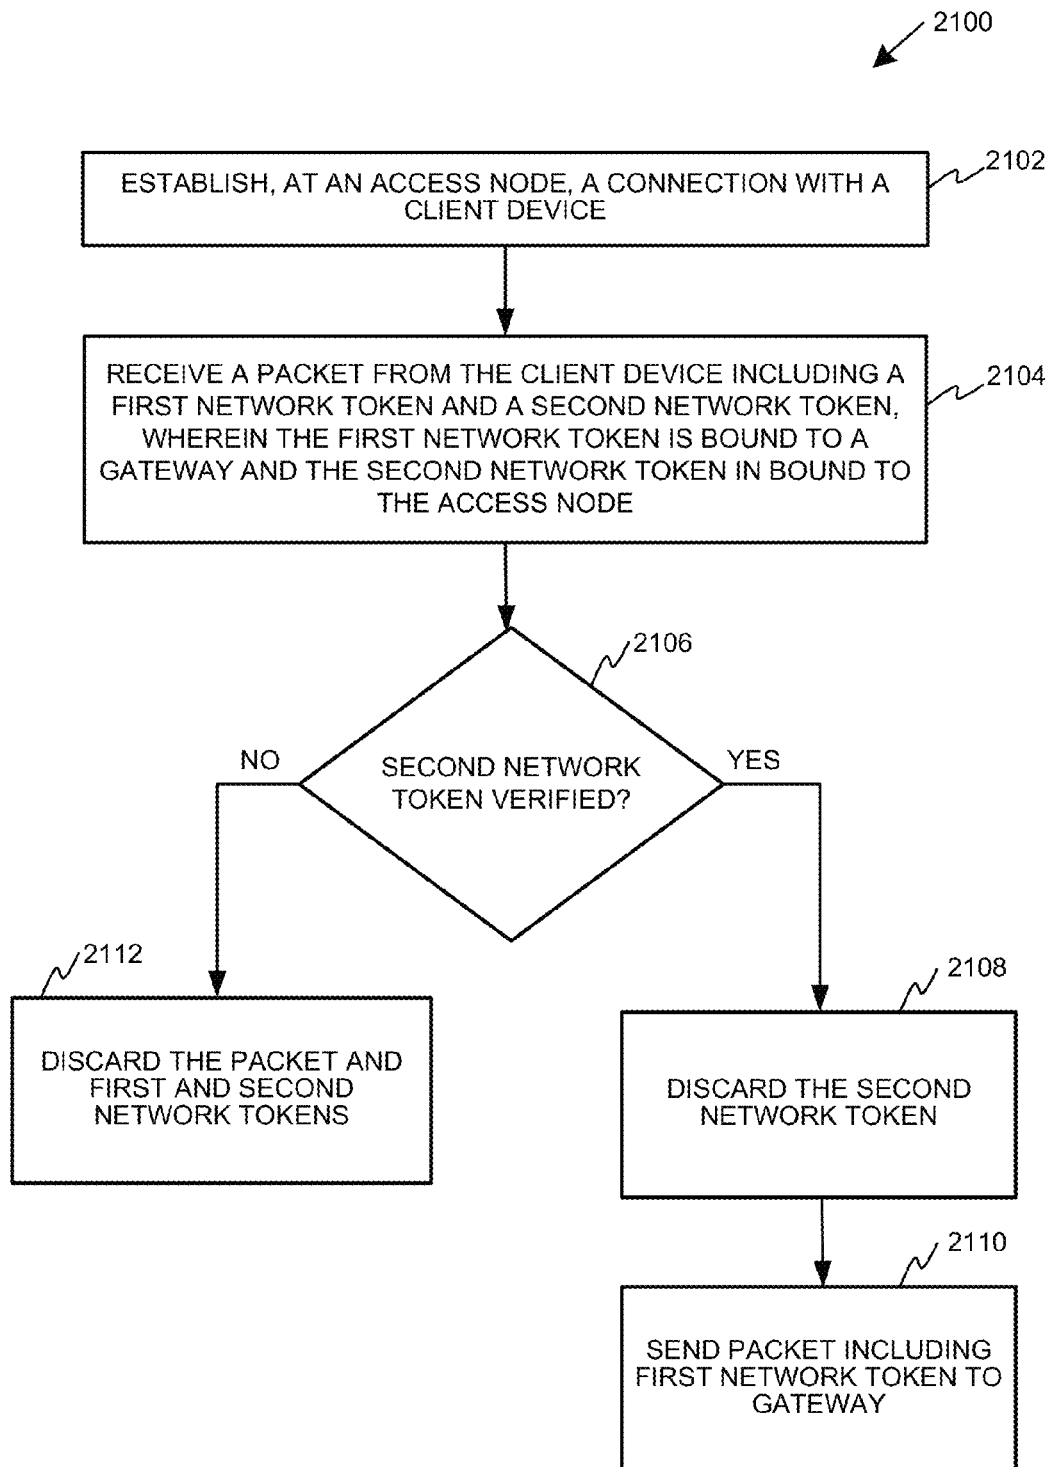 2100
2102
ESTABLISH, AT AN ACCESS NODE, A CONNECTION WITH A
CLIENT DEVICE
2104
RECEIVE A PACKET FROM THE CLIENT DEVICE INCLUDING A
FIRST NETWORK TOKEN AND A SECOND NETWORK TOKEN,
WHEREIN THE FIRST NETWORK TOKEN IS BOUND TO A
GATEWAY AND THE SECOND NETWORK TOKEN IN BOUND TO
THE ACCESS NODE
2106
NO
SECOND NETWORK
TOKEN VERIFIED?
YES
2112
DISCARD THE PACKET AND
FIRST AND SECOND
NETWORK TOKENS
2108
DISCARD THE SECOND
NETWORK TOKEN
2110
SEND PACKET INCLUDING
FIRST NETWORK TOKEN TO
GATEWAY